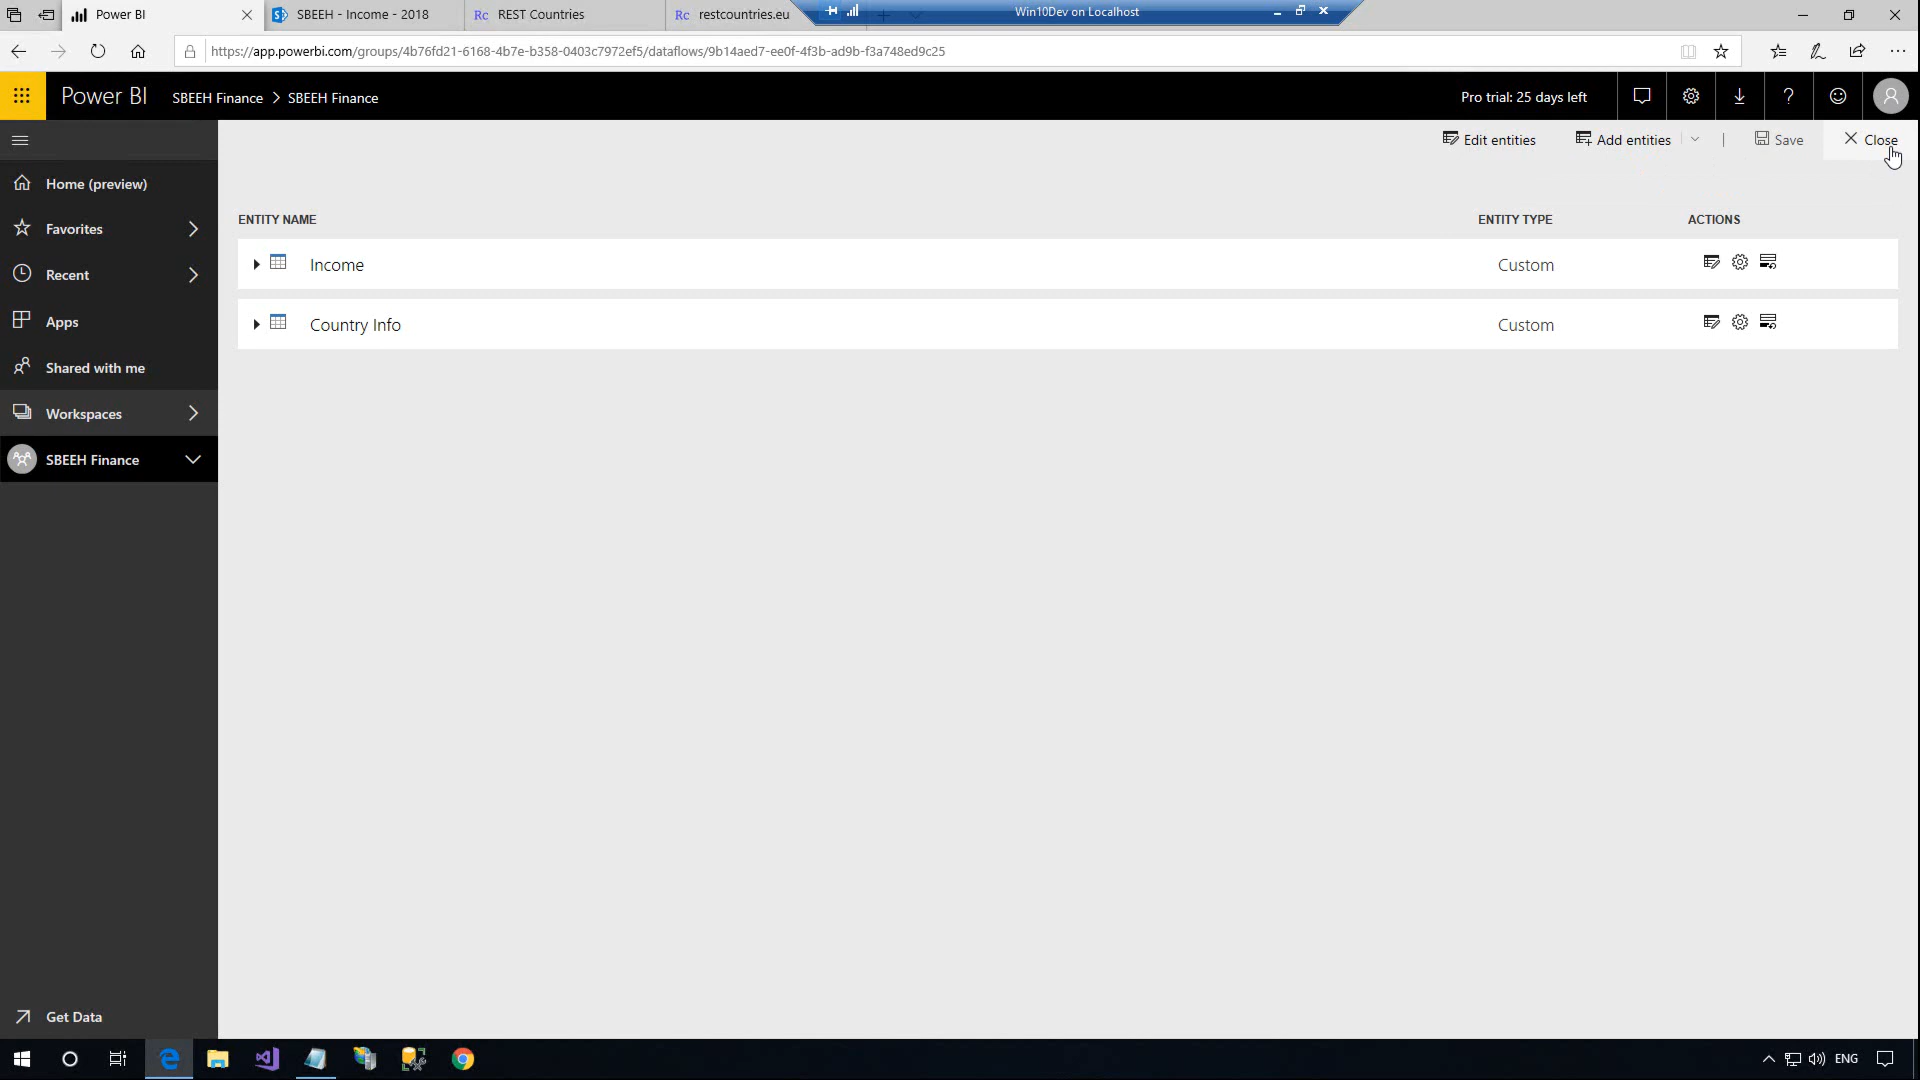 Power BI
SBEEH - Income - 2018
Rc REST Countries
Rc restcountries.eu
Win10Dev on Localhost
https://app.powerbi.com/groups/4b76fd21-6168-4b7e-b358-0403c7972ef5/dataflows/9b14aed7-ee0f-4f3b-ad9b-f3a748ed9c25
Power BI SBEEH Finance > SBEEH Finance
Pro trial: 25 days left
Edit entities
Add entities
Save
Close
Home (preview)
Favorites
Recent
Apps
Shared with me
Workspaces
SBEEH Finance
Get Data
ENTITY NAME ENTITY TYPE ACTIONS
Income Custom
Country Info Custom
ENG